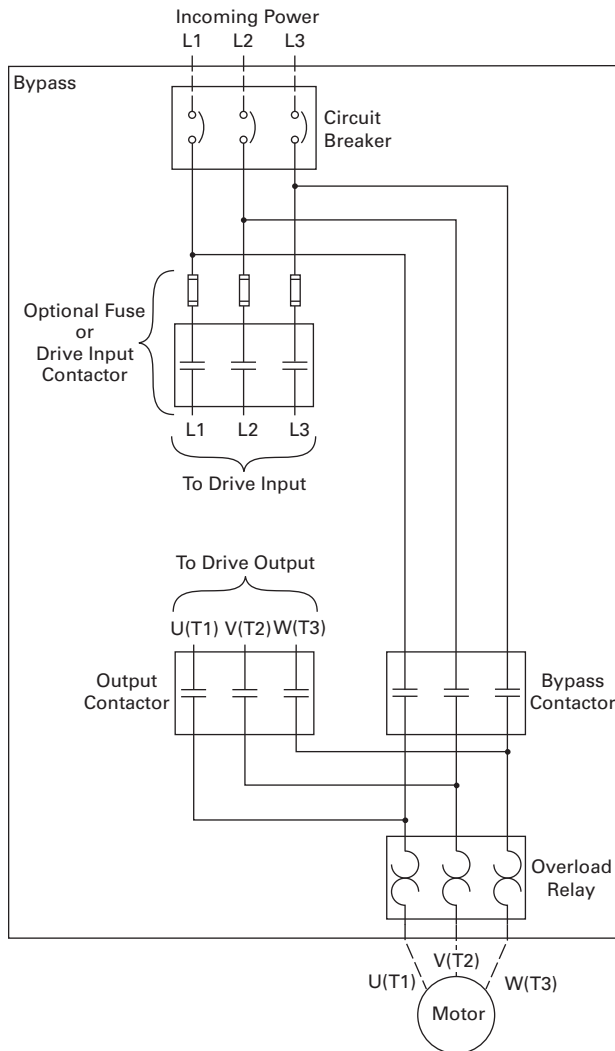 Incoming Power
L1 L2 L3
Bypass
Circuit
Breaker
Optional Fuse
or
Drive Input
Contactor
L1 L2 L3
To Drive Input
To Drive Output
U(T1) V(T2) W(T3)
Output
Contactor
Bypass
Contactor
Overload
Relay
V(T2)
U(T1) W(T3)
Motor